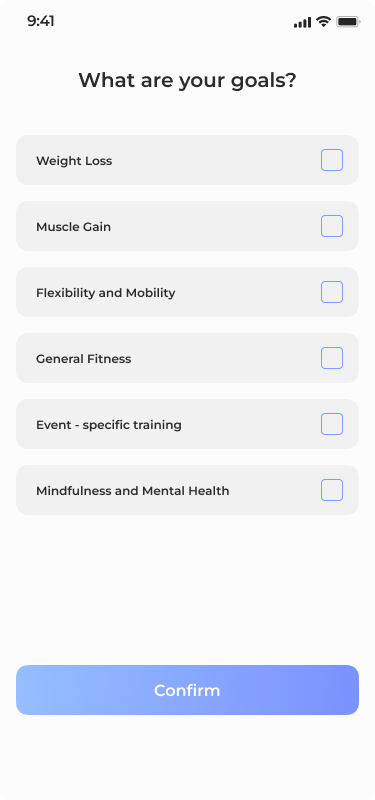 9:41
What are your goals?
Weight Loss
Muscle Gain
Flexibility and Mobility
General Fitness
Event - specific training
Mindfulness and Mental Health
Confirm